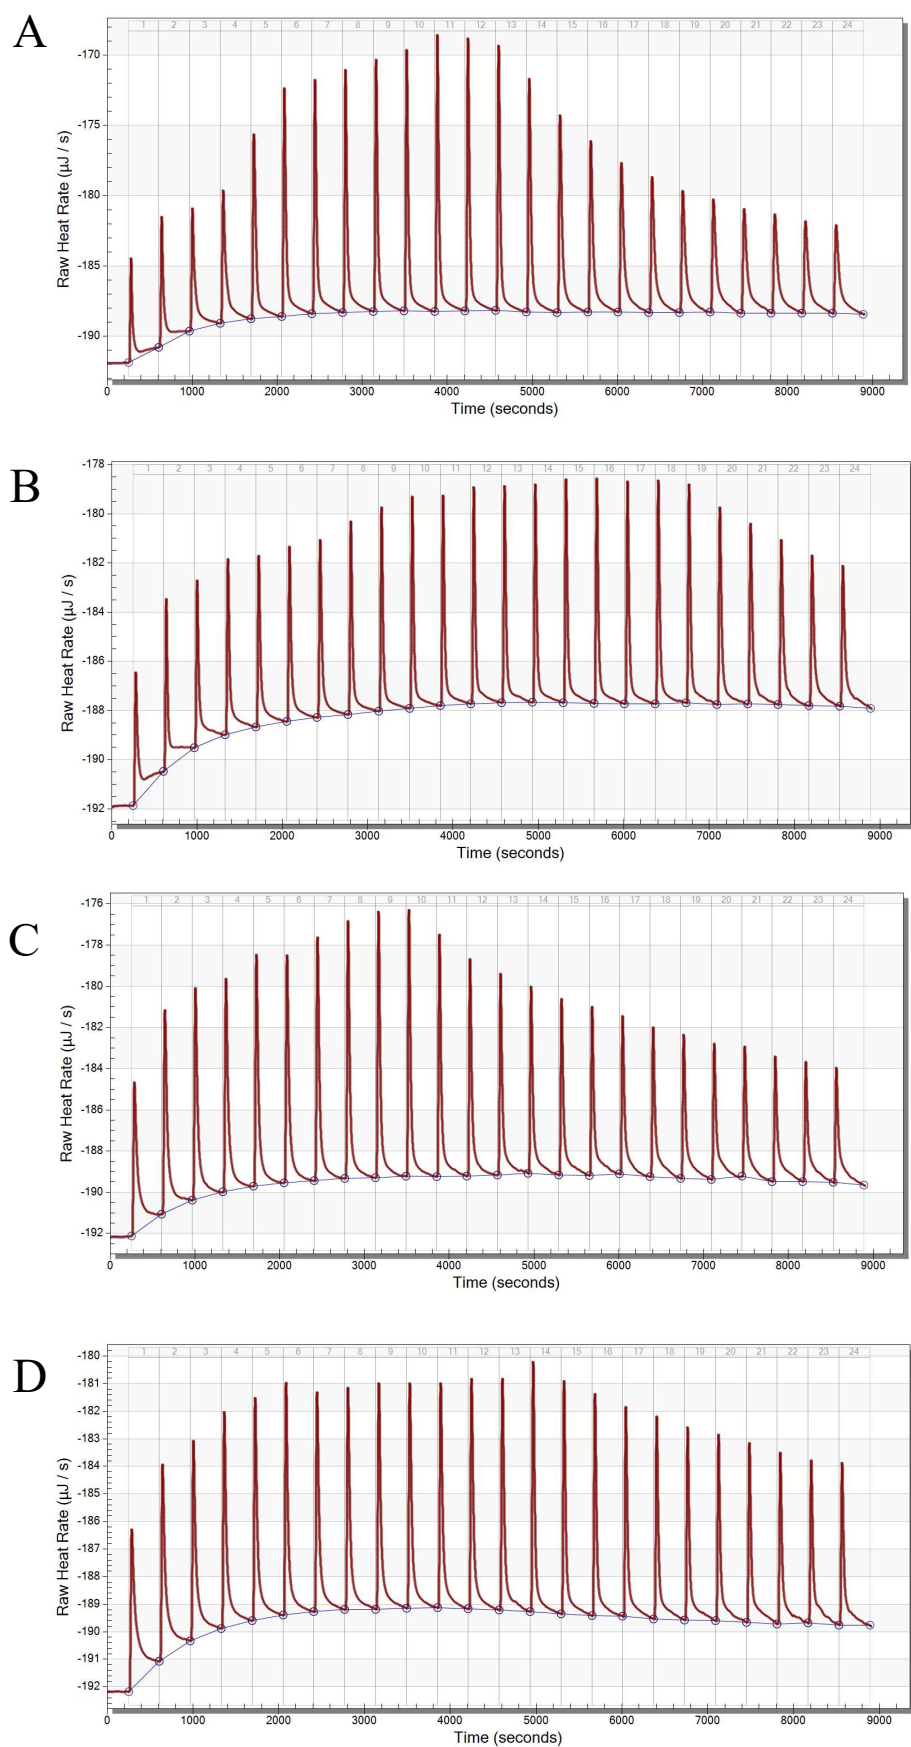 A
1 2 3 4 5 6 7 8 9 10 11 12 13 14 15 16 17 18 19 20 21 22 23 24
-170
-175
-180
-185
-190
Raw Heat Rate (µJ / s)
0 1000 2000 3000 4000 5000 6000 7000 8000 9000
Time (seconds)
B
1 2 3 4 5 6 7 8 9 10 11 12 13 14 15 16 17 18 19 20 21 22 23 24
-178
-180
-182
-184
-186
-188
-190
-192
Raw Heat Rate (µJ / s)
0 1000 2000 3000 4000 5000 6000 7000 8000 9000
Time (seconds)
C
1 2 3 4 5 6 7 8 9 10 11 12 13 14 15 16 17 18 19 20 21 22 23 24
-176
-178
-180
-182
-184
-186
-188
-190
-192
Raw Heat Rate (µJ / s)
0 1000 2000 3000 4000 5000 6000 7000 8000 9000
Time (seconds)
D
1 2 3 4 5 6 7 8 9 10 11 12 13 14 15 16 17 18 19 20 21 22 23 24
-180
-181
-182
-183
-184
-185
-186
-187
-188
-189
-190
-191
-192
Raw Heat Rate (µJ / s)
0 1000 2000 3000 4000 5000 6000 7000 8000 9000
Time (seconds)